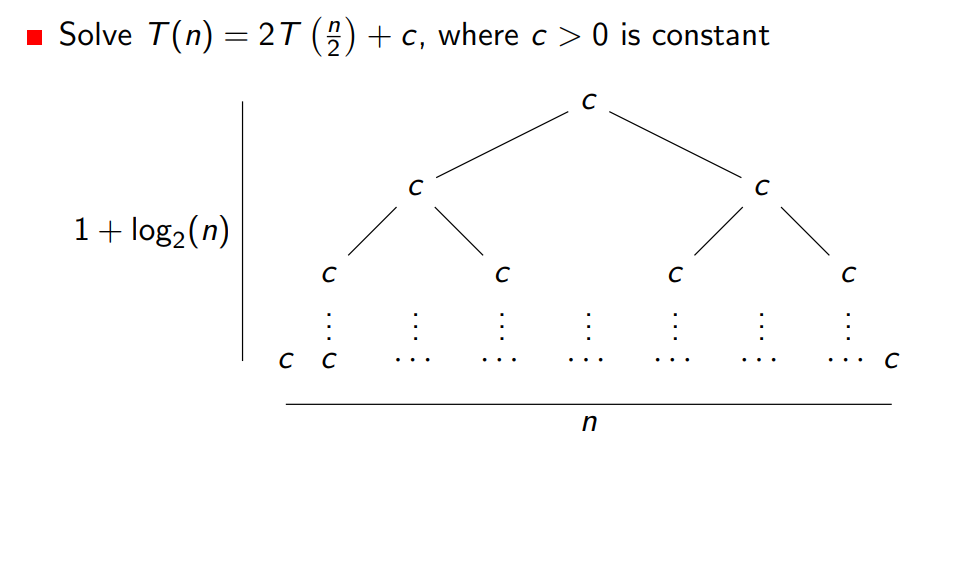 Solve T(n) = 2T (n/2) + c, where c > 0 is constant
c
c c
1 + log₂(n)
c c c c
⋮ ⋮ ⋮ ⋮ ⋮ ⋮ ⋮
c c ⋯ ⋯ ⋯ ⋯ ⋯ ⋯ c
n